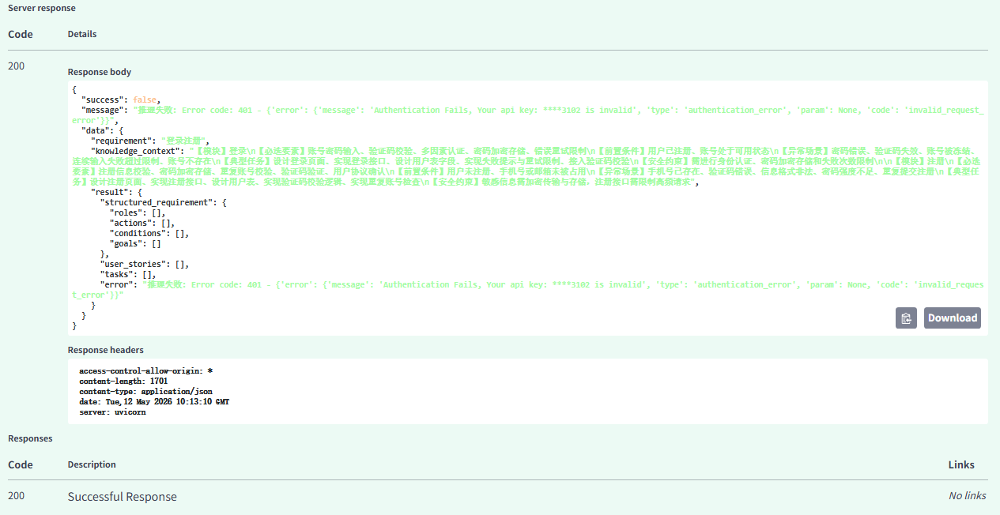 Server response
Code Details
200
Response body
{
  "success": false,
  "message": "推理失败: Error code: 401 - {'error': {'message': 'Authentication Fails, Your api key: ****3102 is invalid', 'type': 'authentication_error', 'param': None, 'code': 'invalid_request_
error'}}",
  "data": {
    "requirement": "登录注册",
    "knowledge_context": "【模块】登录\n【必选要素】账号密码输入、验证码校验、多因素认证、密码加密存储、错误重试限制\n【前置条件】用户已注册、账号处于可用状态\n【异常场景】密码错误、验证码失效、账号被冻结、
连续输入失败超过限制、账号不存在\n【典型任务】设计登录页面、实现登录接口、设计用户表字段、实现失败提示与重试限制、接入验证码校验\n【安全约束】需进行身份认证、密码加密存储和失败次数限制\n\n【模块】注册\n【必选
要素】注册信息校验、密码加密存储、重复账号校验、验证码验证、用户协议确认\n【前置条件】用户未注册、手机号或邮箱未被占用\n【异常场景】手机号已存在、验证码错误、信息格式非法、密码强度不足、重复提交注册\n【典型任
务】设计注册页面、实现注册接口、设计用户表、实现验证码校验逻辑、实现重复账号检查\n【安全约束】敏感信息需加密传输与存储，注册接口需限制高频请求",
    "result": {
      "structured_requirement": {
        "roles": [],
        "actions": [],
        "conditions": [],
        "goals": []
      },
      "user_stories": [],
      "tasks": [],
      "error": "推理失败: Error code: 401 - {'error': {'message': 'Authentication Fails, Your api key: ****3102 is invalid', 'type': 'authentication_error', 'param': None, 'code': 'invalid_reques
t_error'}}"
    }
  }
}
Download
Response headers
access-control-allow-origin: *
content-length: 1701
content-type: application/json
date: Tue,12 May 2026 10:13:10 GMT
server: uvicorn
Responses
Code Description Links
200 Successful Response No links